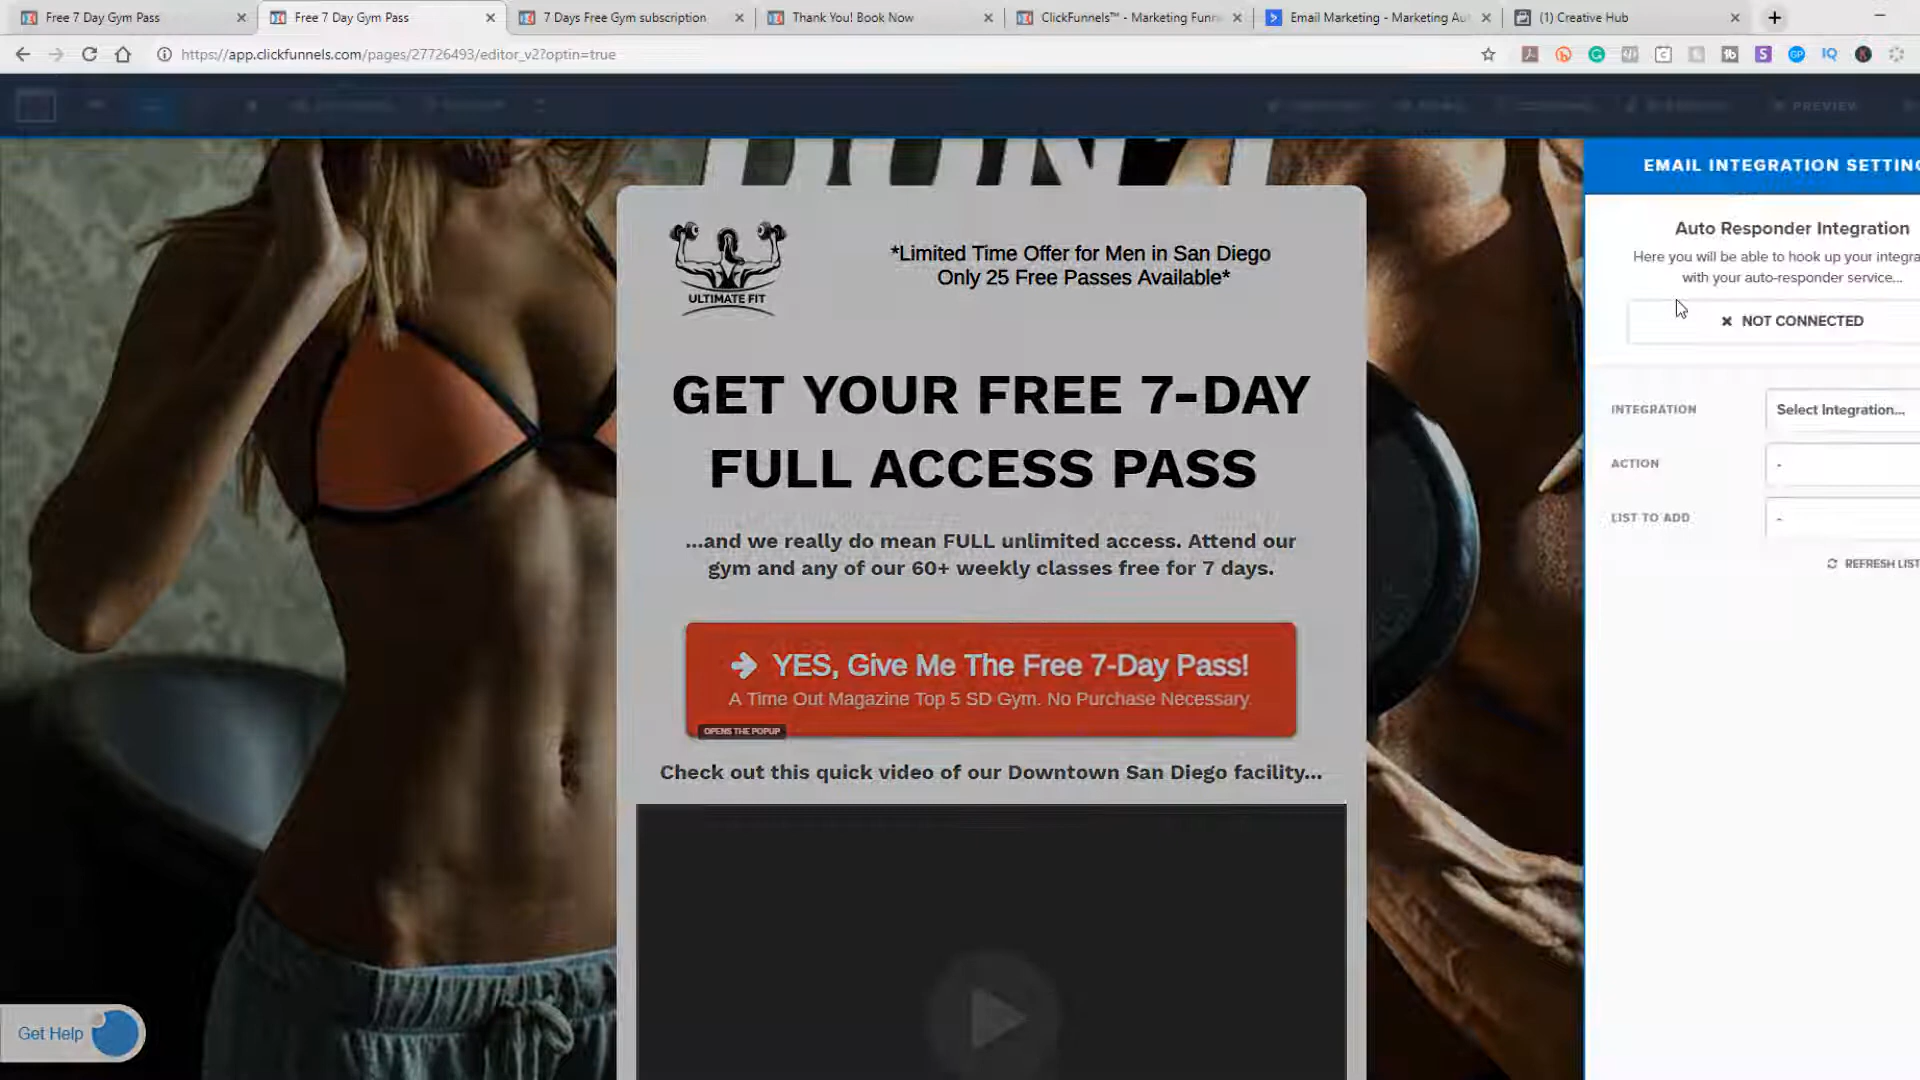 Free 7 Day Gym Pass
Free 7 Day Gym Pass
7 Days Free Gym subscription
Thank You! Book Now
ClickFunnels™ - Marketing Funn
Email Marketing - Marketing Au
(1) Creative Hub
https://app.clickfunnels.com/pages/27726493/editor_v2?optin=true
PREVIEW
EMAIL INTEGRATION SETTING
Auto Responder Integration
Here you will be able to hook up your integra
with your auto-responder service...
NOT CONNECTED
INTEGRATION
Select Integration...
ACTION
-
LIST TO ADD
-
REFRESH LIST
ULTIMATE FIT
*Limited Time Offer for Men in San Diego
Only 25 Free Passes Available*
GET YOUR FREE 7-DAY
FULL ACCESS PASS
...and we really do mean FULL unlimited access. Attend our
gym and any of our 60+ weekly classes free for 7 days.
YES, Give Me The Free 7-Day Pass!
A Time Out Magazine Top 5 SD Gym. No Purchase Necessary.
OPENS THE POPUP
Check out this quick video of our Downtown San Diego facility...
Get Help